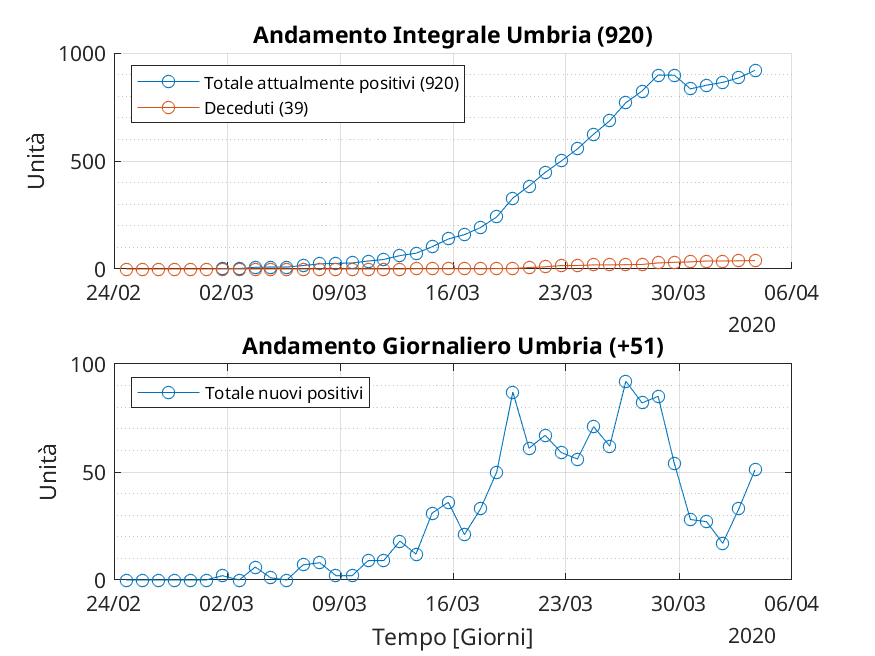 Andamento Integrale Umbria (920)
1000
Totale attualmente positivi (920)
Deceduti (39)
Unità
500
0
24/02 02/03 09/03 16/03 23/03 30/03 06/04
2020
Andamento Giornaliero Umbria (+51)
100
Totale nuovi positivi
Unità
50
0
24/02 02/03 09/03 16/03 23/03 30/03 06/04
Tempo [Giorni]
2020